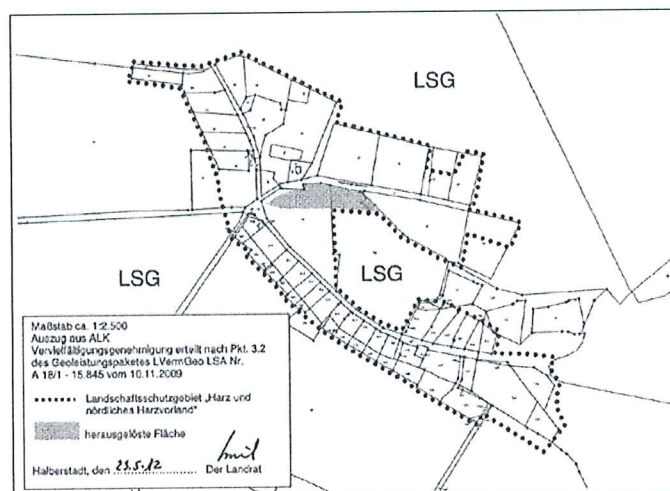 LSG
LSG
LSG
Maßstab ca. 1:2.500
Auszug aus ALK
Vervielfältigungsgenehmigung erteilt nach Pkt. 3.2
des Geoleistungspaketes LVermGeo LSA Nr.
A 18/1 - 15.845 vom 10.11.2009
Landschaftsschutzgebiet „Harz und
nördliches Harzvorland"
herausgelöste Fläche
Halberstadt, den 23.5.12 Der Landrat